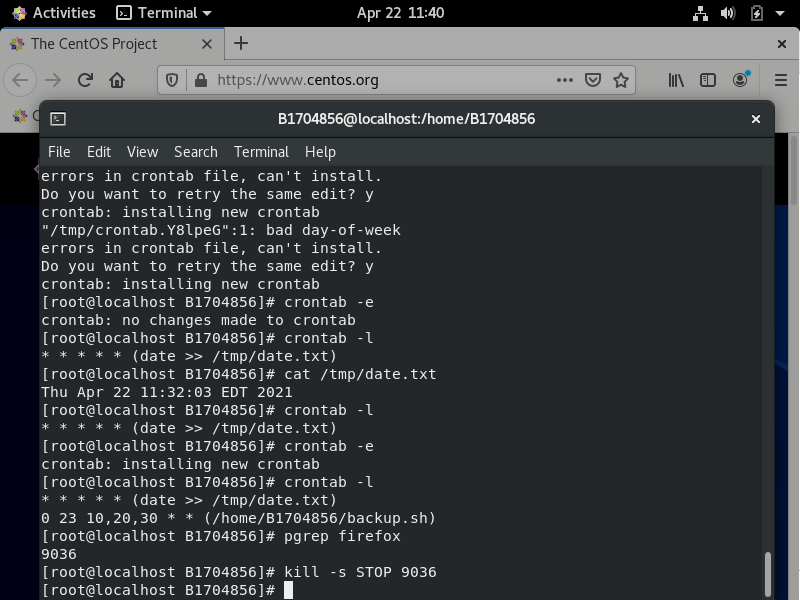 Activities Terminal Apr 22 11:40
The CentOS Project
https://www.centos.org
B1704856@localhost:/home/B1704856
File Edit View Search Terminal Help
errors in crontab file, can't install.
Do you want to retry the same edit? y
crontab: installing new crontab
"/tmp/crontab.Y8lpeG":1: bad day-of-week
errors in crontab file, can't install.
Do you want to retry the same edit? y
crontab: installing new crontab
[root@localhost B1704856]# crontab -e
crontab: no changes made to crontab
[root@localhost B1704856]# crontab -l
* * * * * (date >> /tmp/date.txt)
[root@localhost B1704856]# cat /tmp/date.txt
Thu Apr 22 11:32:03 EDT 2021
[root@localhost B1704856]# crontab -l
* * * * * (date >> /tmp/date.txt)
[root@localhost B1704856]# crontab -e
crontab: installing new crontab
[root@localhost B1704856]# crontab -l
* * * * * (date >> /tmp/date.txt)
0 23 10,20,30 * * (/home/B1704856/backup.sh)
[root@localhost B1704856]# pgrep firefox
9036
[root@localhost B1704856]# kill -s STOP 9036
[root@localhost B1704856]#